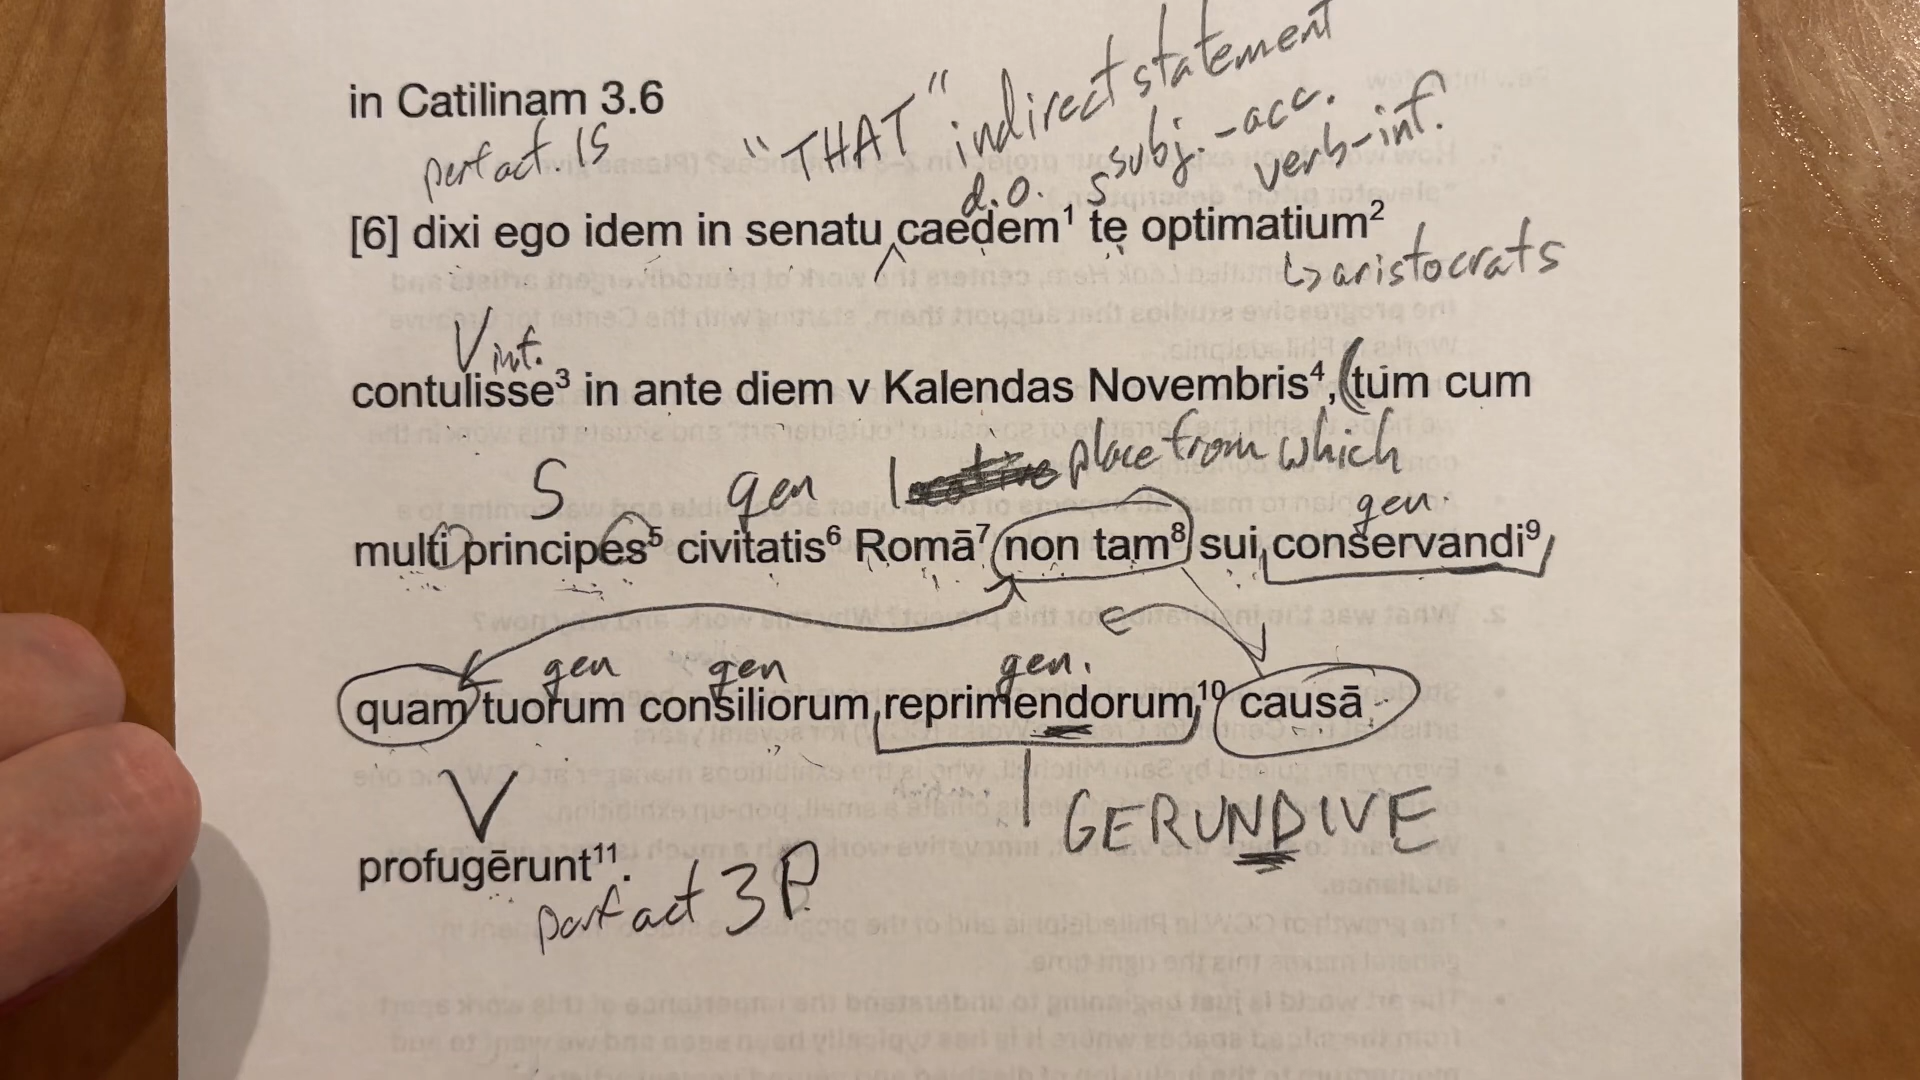 in Catilinam 3.6
perf act. 1S
"THAT" indirect statement
subj. - acc.
verb - inf.
d.o. S
[6] dixi ego idem in senatu caedem¹ te optimatium²
↳ aristocrats
V inf.
contulisse³ in ante diem v Kalendas Novembris⁴, (tum cum
place from which
S gen gen.
multi principes⁵ civitatis⁶ Romā⁷ non tam⁸ sui conservandi⁹
gen gen gen.
quam tuorum consiliorum reprimendorum¹⁰ causā
V
GERUNDIVE
profugērunt¹¹.
perf act 3P